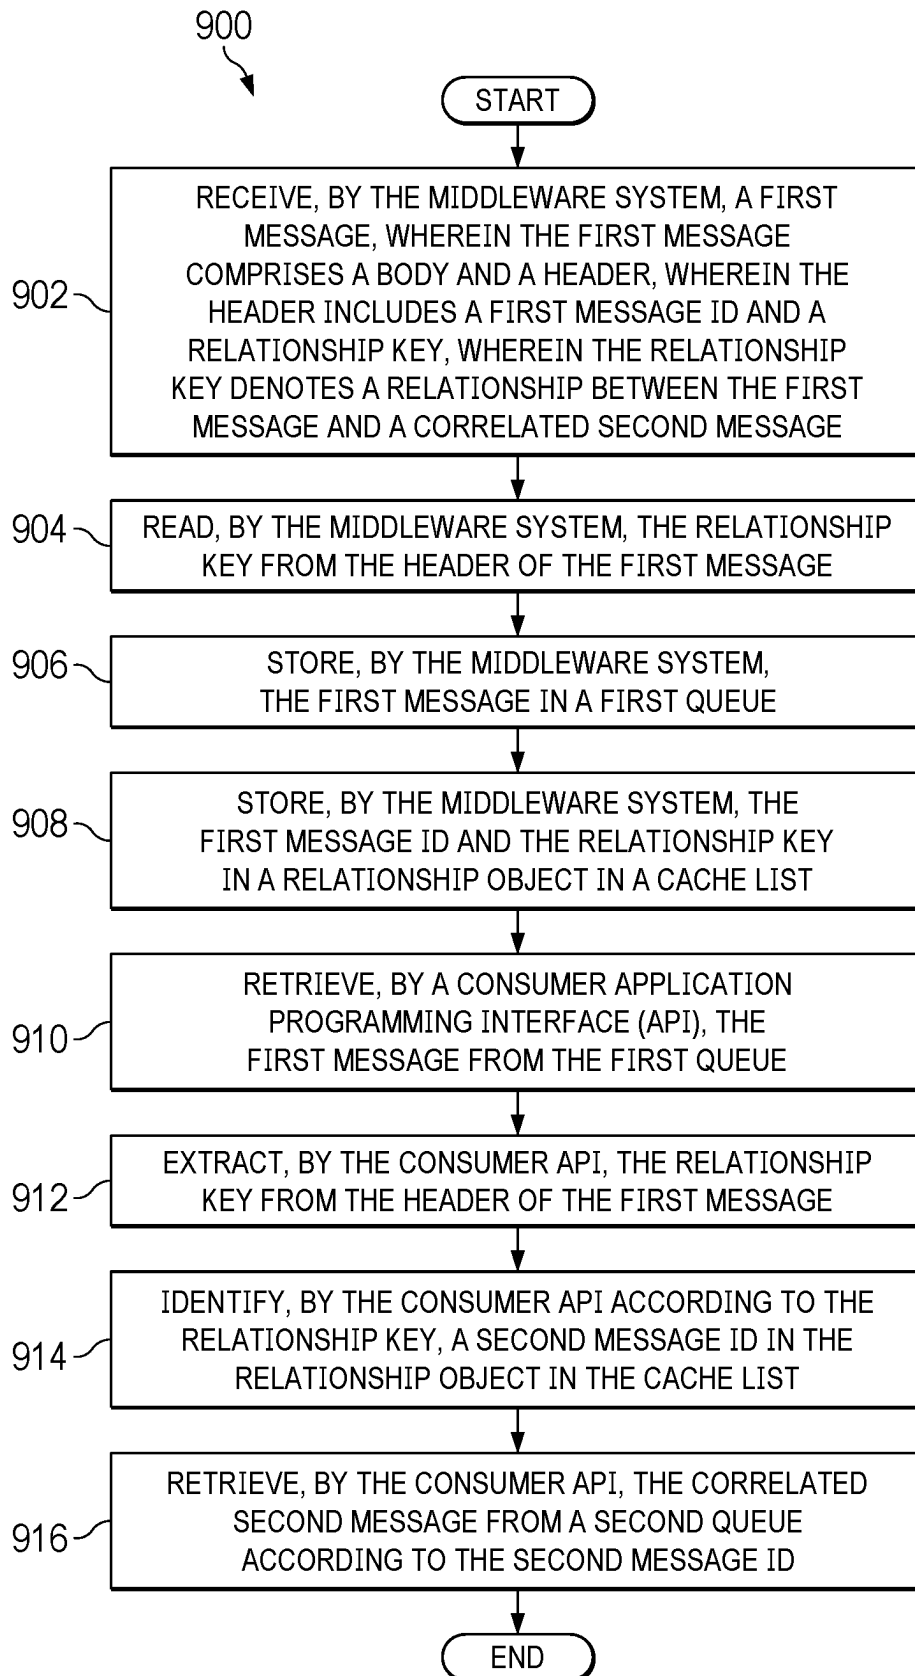 900
START
RECEIVE, BY THE MIDDLEWARE SYSTEM, A FIRST
MESSAGE, WHEREIN THE FIRST MESSAGE
COMPRISES A BODY AND A HEADER, WHEREIN THE
HEADER INCLUDES A FIRST MESSAGE ID AND A
RELATIONSHIP KEY, WHEREIN THE RELATIONSHIP
KEY DENOTES A RELATIONSHIP BETWEEN THE FIRST
MESSAGE AND A CORRELATED SECOND MESSAGE
902
READ, BY THE MIDDLEWARE SYSTEM, THE RELATIONSHIP
KEY FROM THE HEADER OF THE FIRST MESSAGE
904
STORE, BY THE MIDDLEWARE SYSTEM,
THE FIRST MESSAGE IN A FIRST QUEUE
906
STORE, BY THE MIDDLEWARE SYSTEM, THE
FIRST MESSAGE ID AND THE RELATIONSHIP KEY
IN A RELATIONSHIP OBJECT IN A CACHE LIST
908
RETRIEVE, BY A CONSUMER APPLICATION
PROGRAMMING INTERFACE (API), THE
FIRST MESSAGE FROM THE FIRST QUEUE
910
EXTRACT, BY THE CONSUMER API, THE RELATIONSHIP
KEY FROM THE HEADER OF THE FIRST MESSAGE
912
IDENTIFY, BY THE CONSUMER API ACCORDING TO THE
RELATIONSHIP KEY, A SECOND MESSAGE ID IN THE
RELATIONSHIP OBJECT IN THE CACHE LIST
914
RETRIEVE, BY THE CONSUMER API, THE CORRELATED
SECOND MESSAGE FROM A SECOND QUEUE
ACCORDING TO THE SECOND MESSAGE ID
916
END